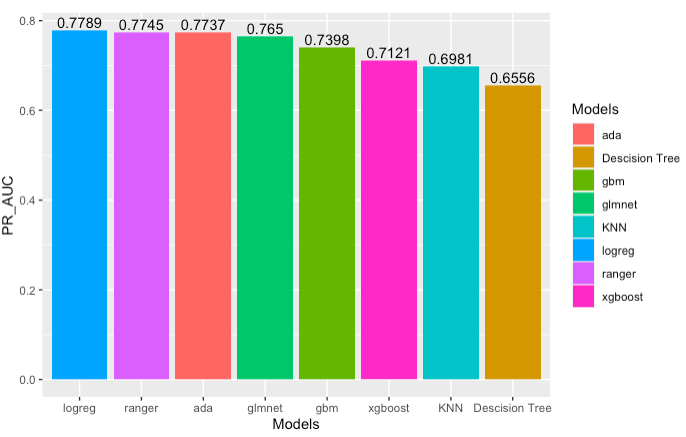 0.7789 0.7745 0.7737 0.765 0.7398 0.7121 0.6981 0.6556
0.8
0.6
0.4
0.2
0.0
PR_AUC
logreg ranger ada glmnet gbm xgboost KNN Descision Tree
Models
Models
ada
Descision Tree
gbm
glmnet
KNN
logreg
ranger
xgboost